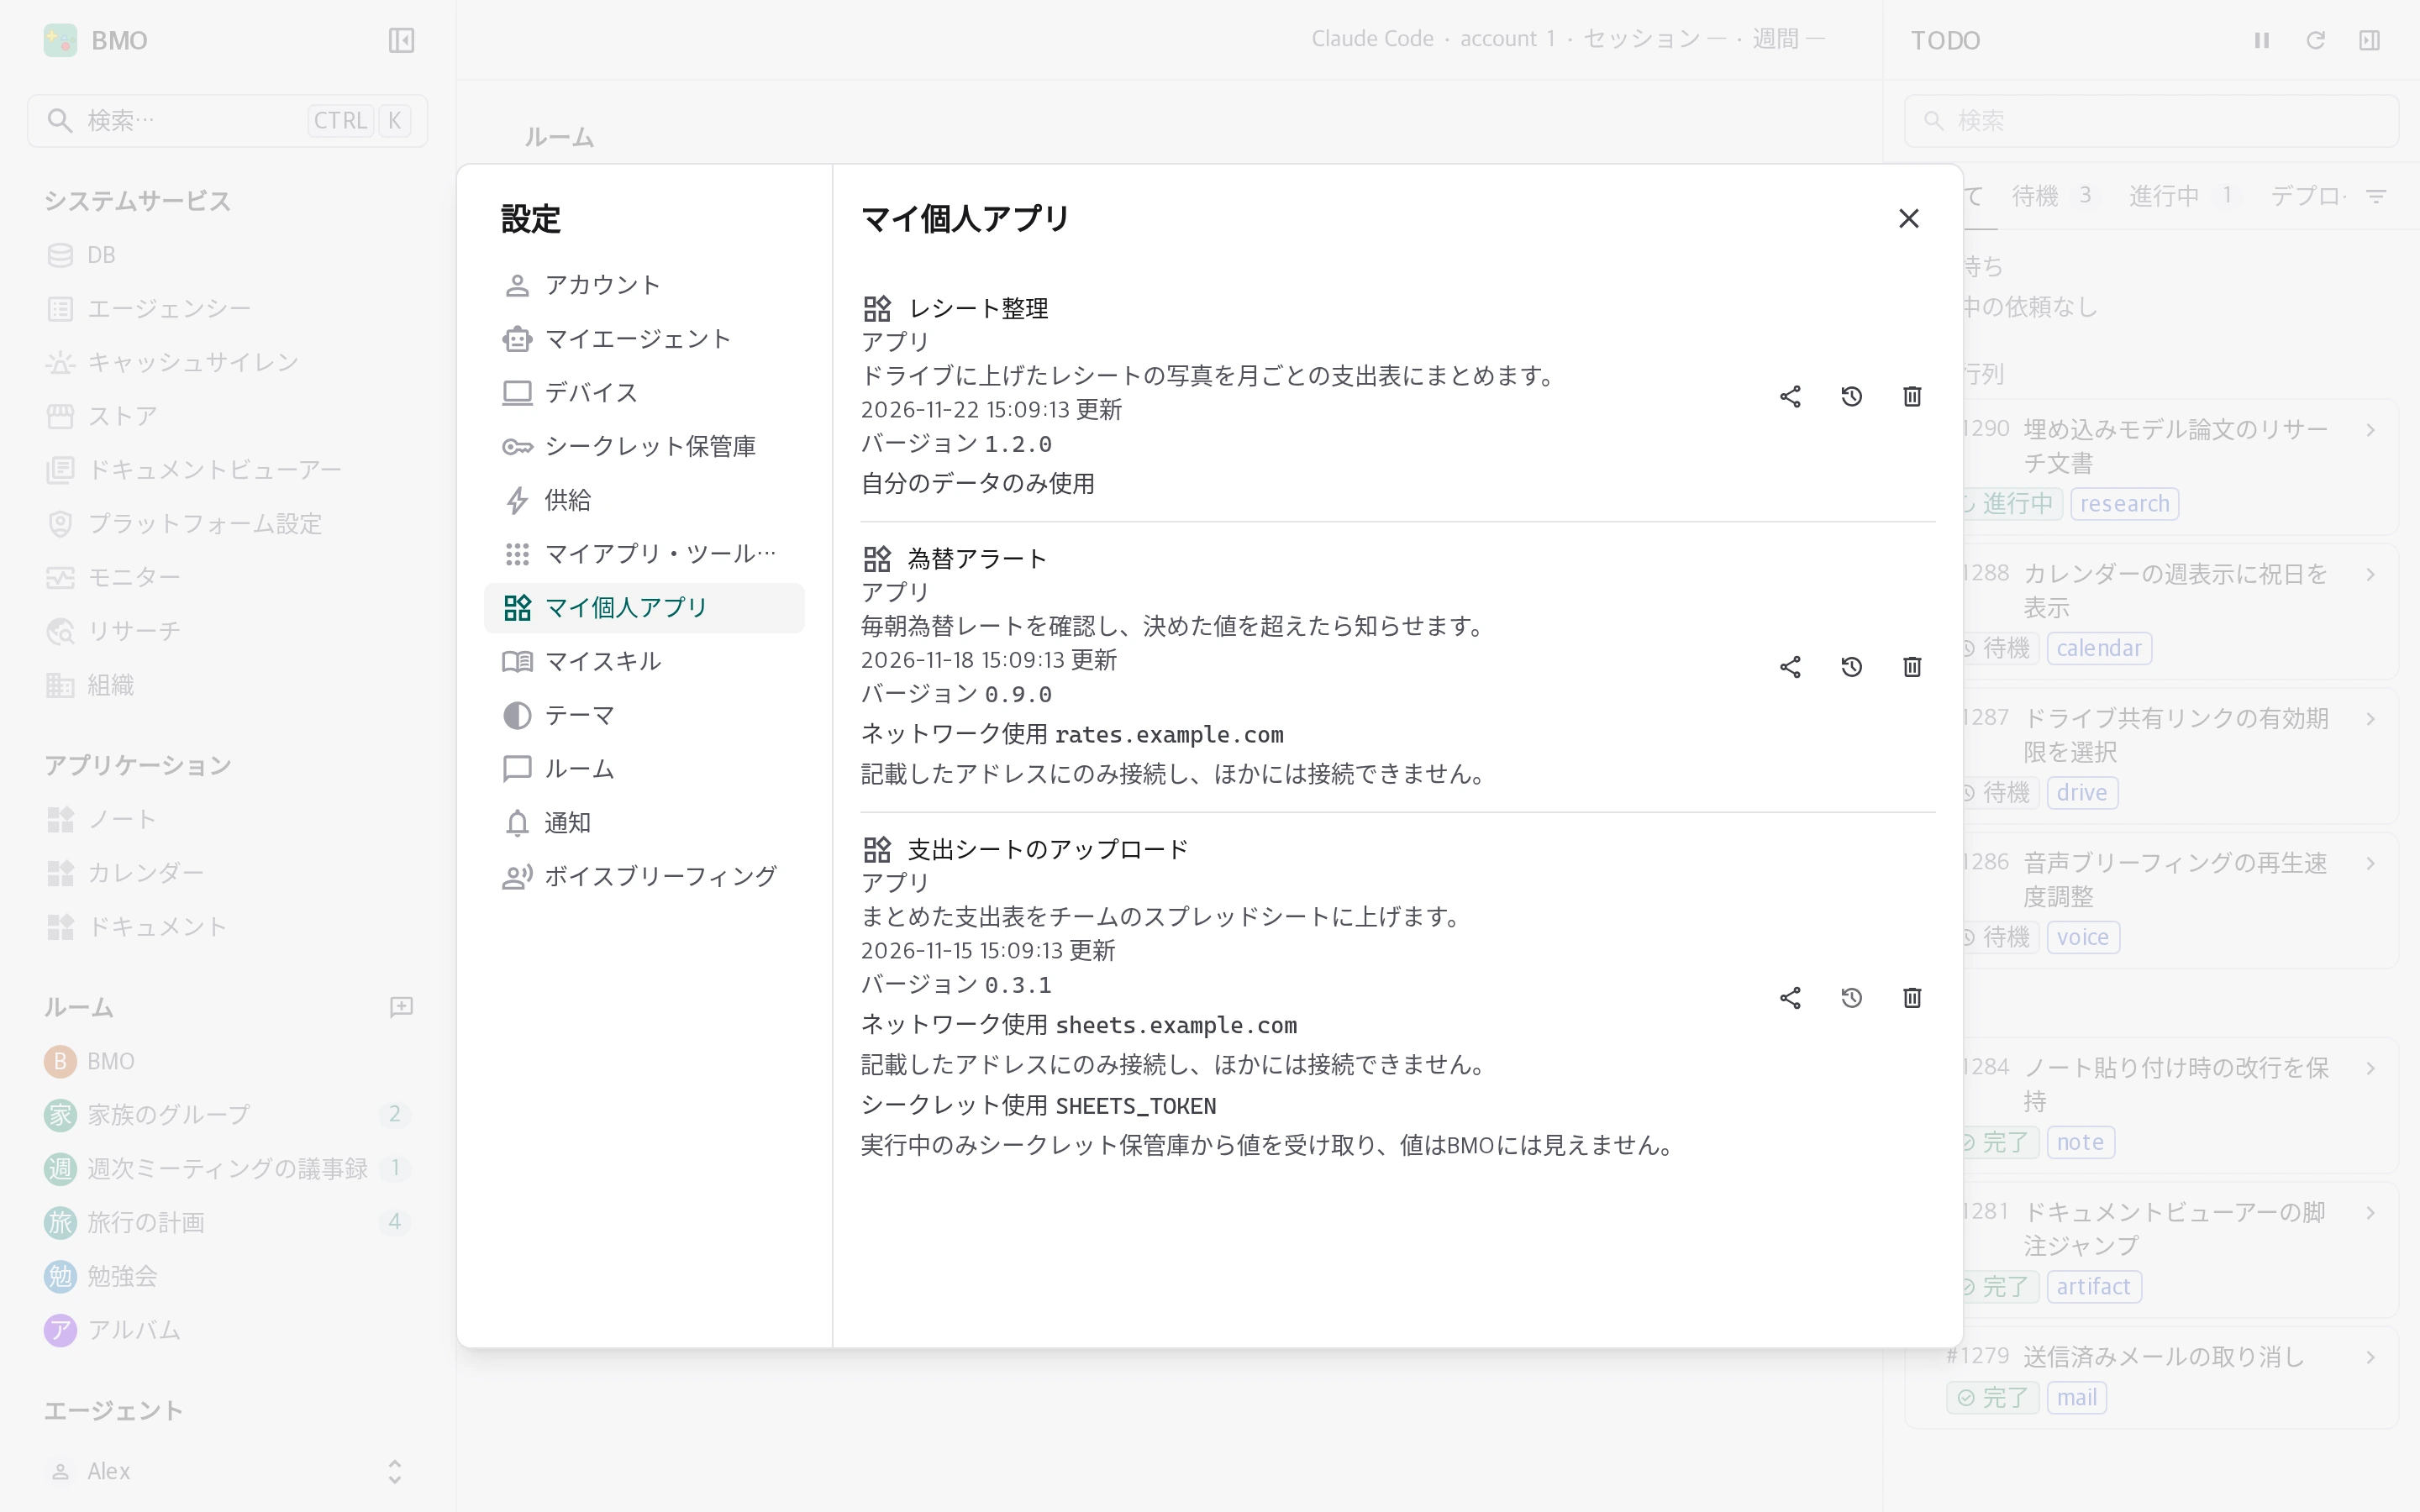 BMO
検索…
CTRL K
システムサービス
DB
エージェンシー
キャッシュサイレン
ストア
ドキュメントビューアー
プラットフォーム設定
モニター
リサーチ
組織
アプリケーション
ノート
カレンダー
ドキュメント
ルーム
B BMO
家 家族のグループ 2
週 週次ミーティングの議事録 1
旅 旅行の計画 4
勉 勉強会
ア アルバム
エージェント
Alex
Claude Code · account 1 · セッション — · 週間 —
ルーム
設定
アカウント
マイエージェント
デバイス
シークレット保管庫
供給
マイアプリ・ツール…
マイ個人アプリ
マイスキル
テーマ
ルーム
通知
ボイスブリーフィング
マイ個人アプリ
レシート整理
アプリ
ドライブに上げたレシートの写真を月ごとの支出表にまとめます。
2026-11-22 15:09:13 更新
バージョン 1.2.0
自分のデータのみ使用
為替アラート
アプリ
毎朝為替レートを確認し、決めた値を超えたら知らせます。
2026-11-18 15:09:13 更新
バージョン 0.9.0
ネットワーク使用 rates.example.com
記載したアドレスにのみ接続し、ほかには接続できません。
支出シートのアップロード
アプリ
まとめた支出表をチームのスプレッドシートに上げます。
2026-11-15 15:09:13 更新
バージョン 0.3.1
ネットワーク使用 sheets.example.com
記載したアドレスにのみ接続し、ほかには接続できません。
シークレット使用 SHEETS_TOKEN
実行中のみシークレット保管庫から値を受け取り、値はBMOには見えません。
TODO
検索
て 待機 3 進行中 1 デプロ
待ち
中の依頼なし
行列
1290 埋め込みモデル論文のリサー
チ文書
進行中 research
1288 カレンダーの週表示に祝日を
表示
待機 calendar
1287 ドライブ共有リンクの有効期
限を選択
待機 drive
1286 音声ブリーフィングの再生速
度調整
待機 voice
1284 ノート貼り付け時の改行を保
持
完了 note
1281 ドキュメントビューアーの脚
注ジャンプ
完了 artifact
#1279 送信済みメールの取り消し
完了 mail